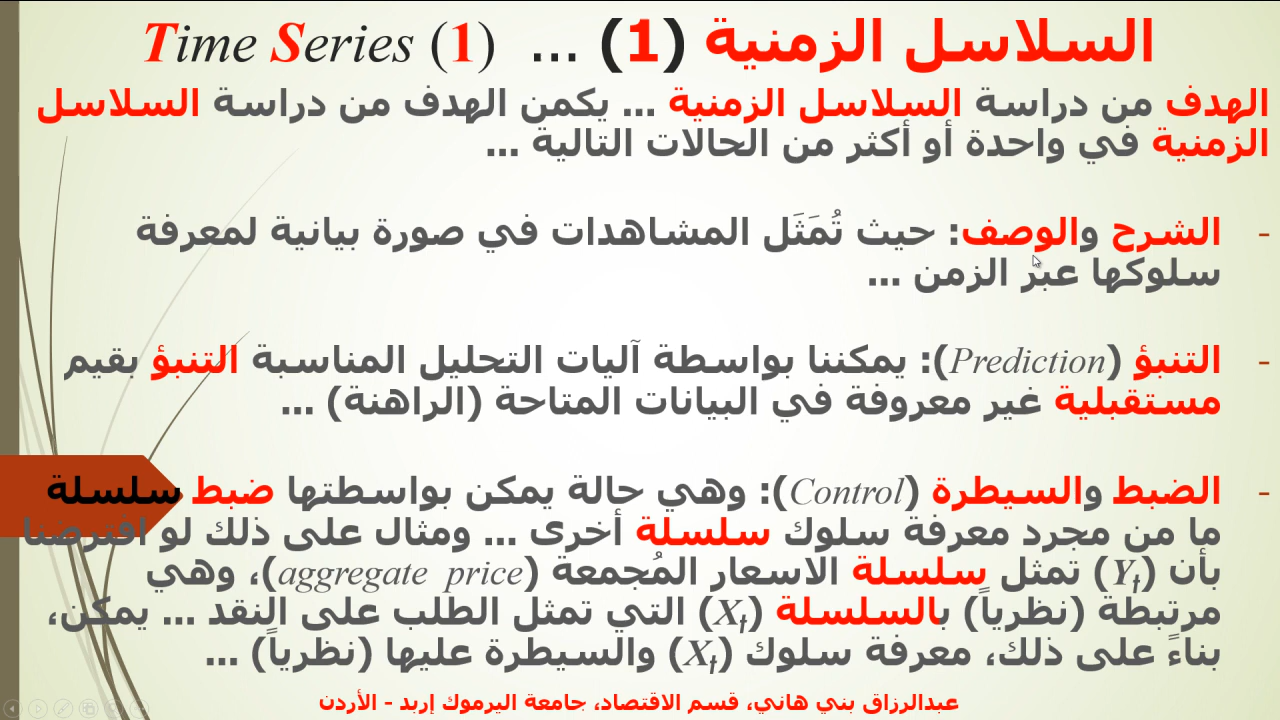 السلاسل الزمنية (1) ... Time Series (1)
الهدف من دراسة السلاسل الزمنية ... يكمن الهدف من دراسة السلاسل
الزمنية في واحدة أو أكثر من الحالات التالية ...
- الشرح والوصف: حيث تُمَثَل المشاهدات في صورة بيانية لمعرفة
سلوكها عبر الزمن ...
- التنبؤ (Prediction): يمكننا بواسطة آليات التحليل المناسبة التنبؤ بقيم
مستقبلية غير معروفة في البيانات المتاحة (الراهنة) ...
- الضبط والسيطرة (Control): وهي حالة يمكن بواسطتها ضبط سلسلة
ما من مجرد معرفة سلوك سلسلة أخرى ... ومثال على ذلك لو افترضنا
بأن (Yt) تمثل سلسلة الاسعار المُجمعة (aggregate price)، وهي
مرتبطة (نظرياً) بالسلسلة (Xt) التي تمثل الطلب على النقد ... يمكن،
بناءً على ذلك، معرفة سلوك (Xt) والسيطرة عليها (نظرياً) ...
عبدالرزاق بني هاني، قسم الاقتصاد، جامعة اليرموك إربد - الأردن